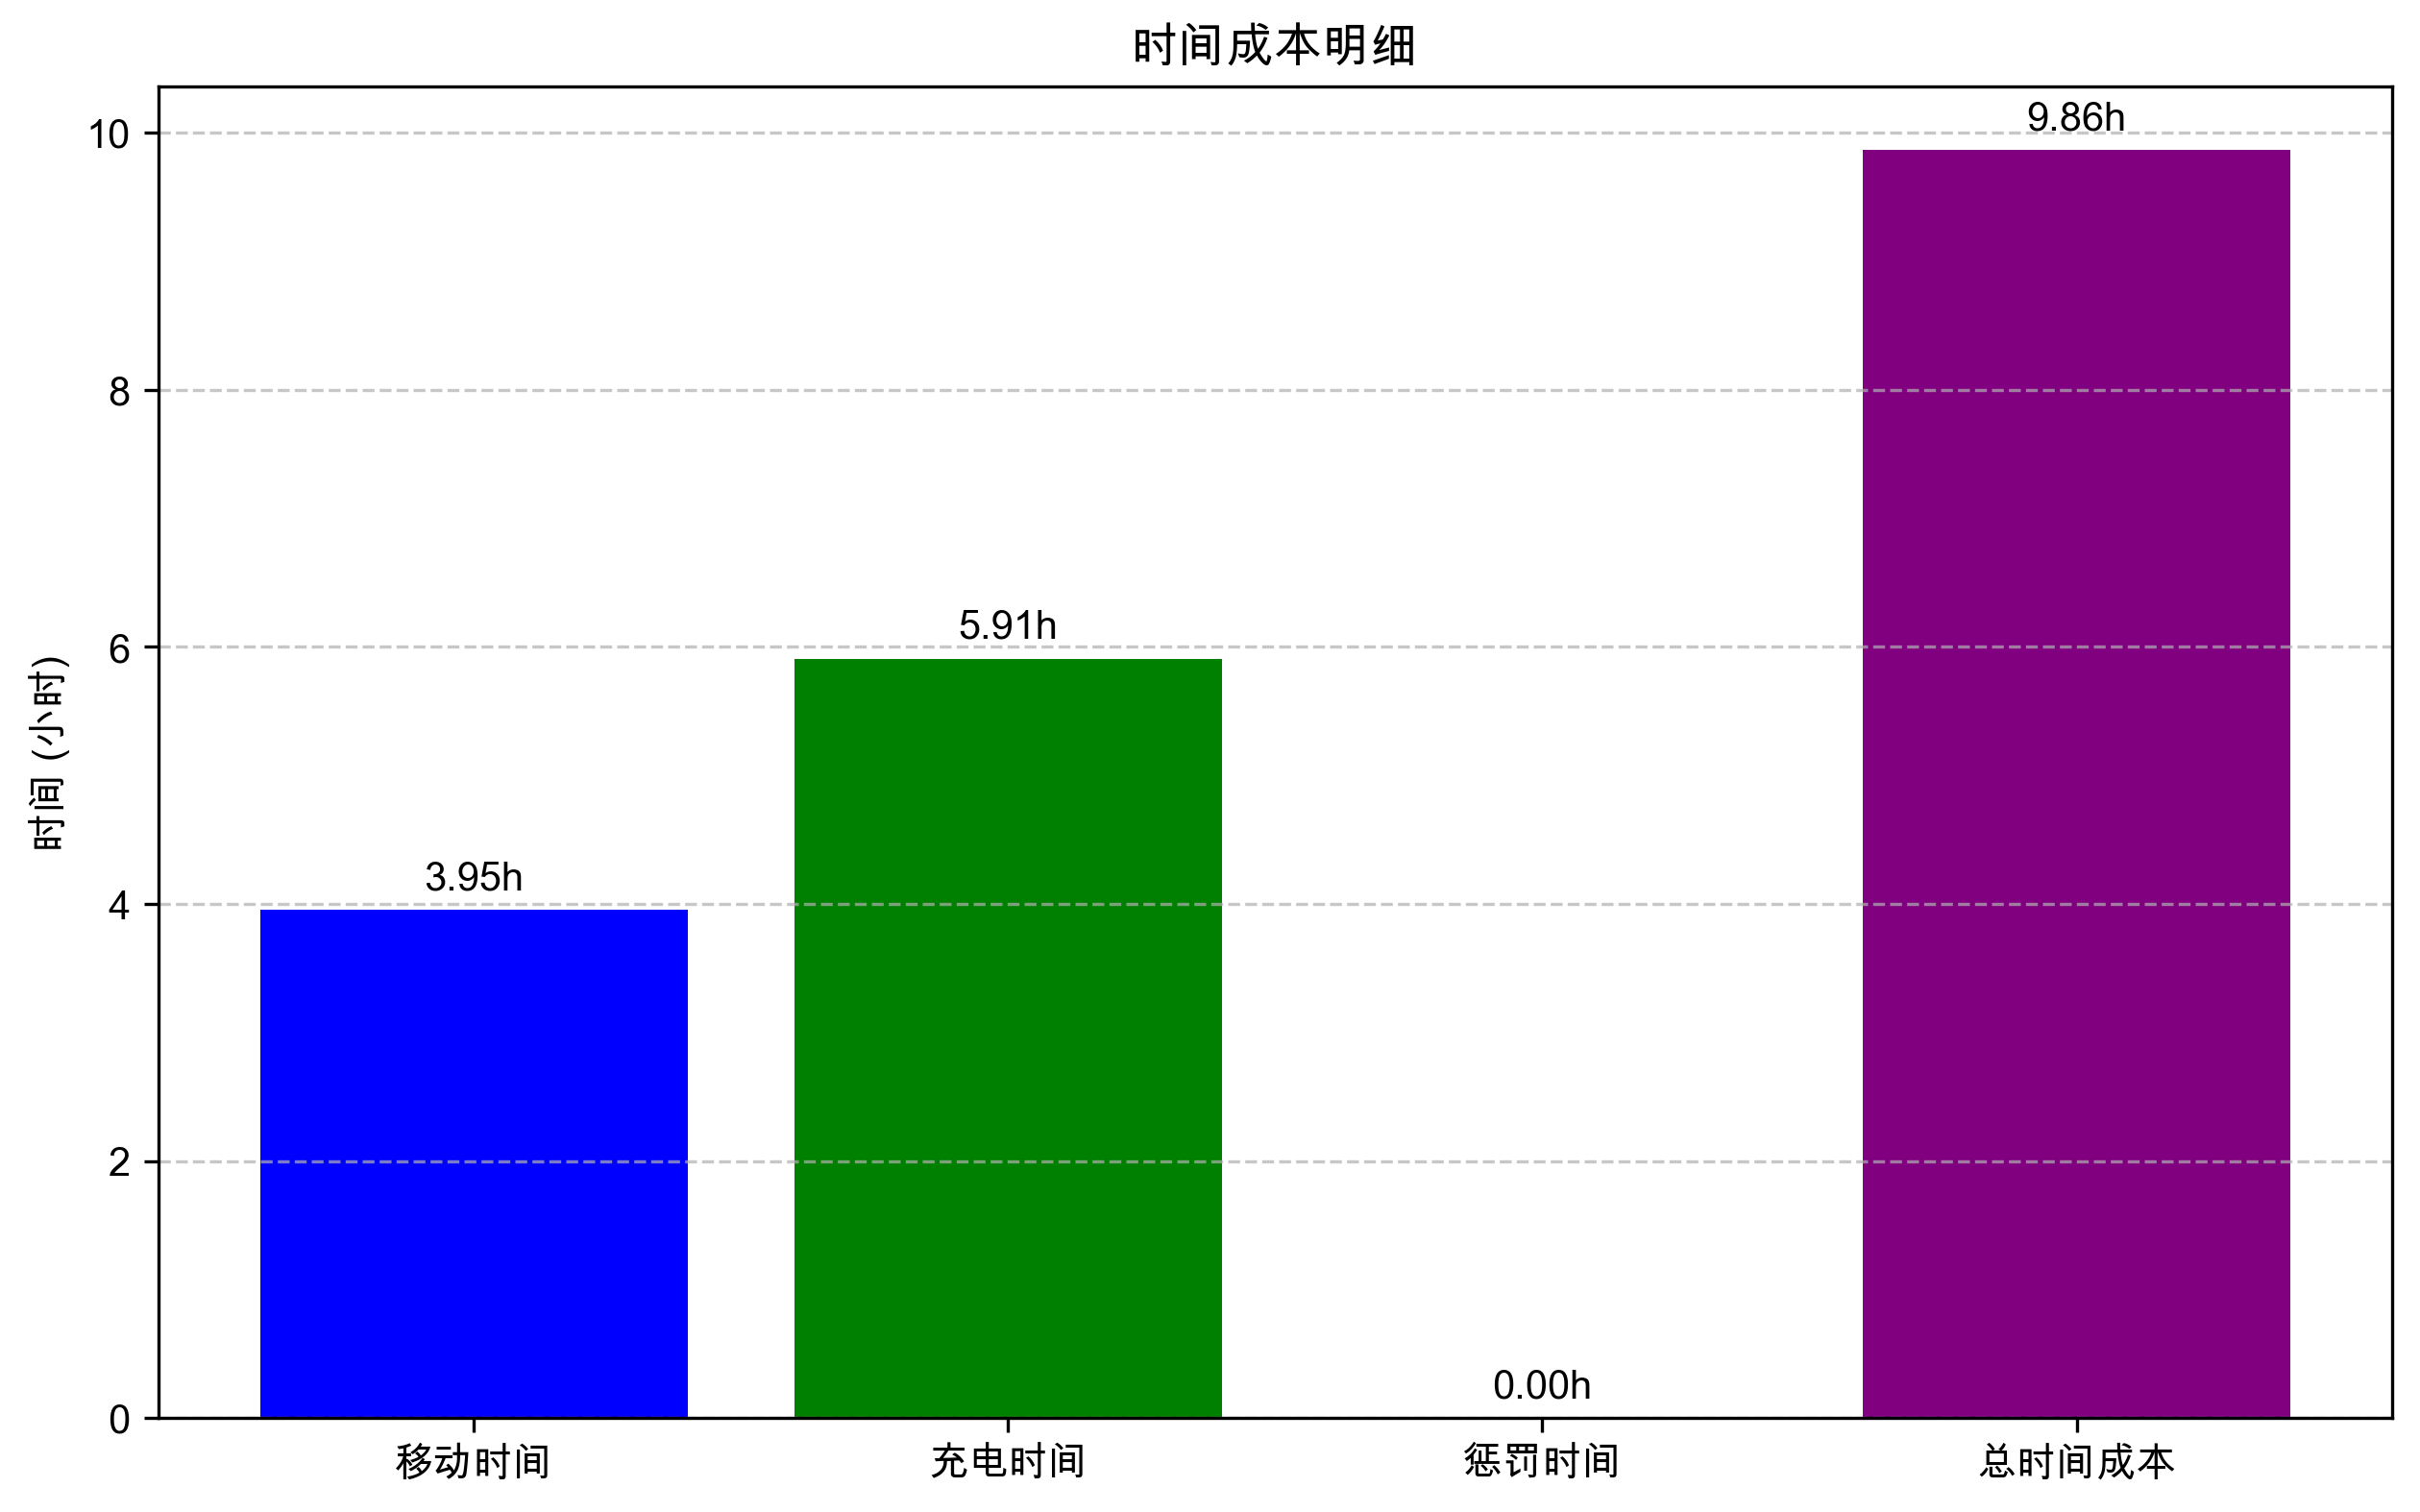 时间成本明细
时间 (小时)
10
8
6
4
2
0
3.95h
5.91h
0.00h
9.86h
移动时间
充电时间
惩罚时间
总时间成本